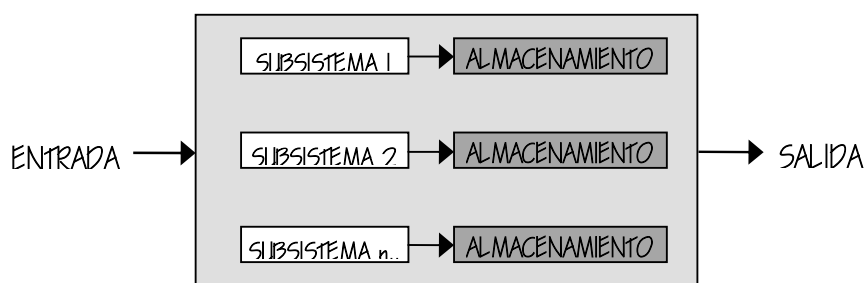 SUBSISTEMA 1
ALMACENAMIENTO
ENTRADA
SUBSISTEMA 2
ALMACENAMIENTO
SALIDA
SUBSISTEMA n..
ALMACENAMIENTO